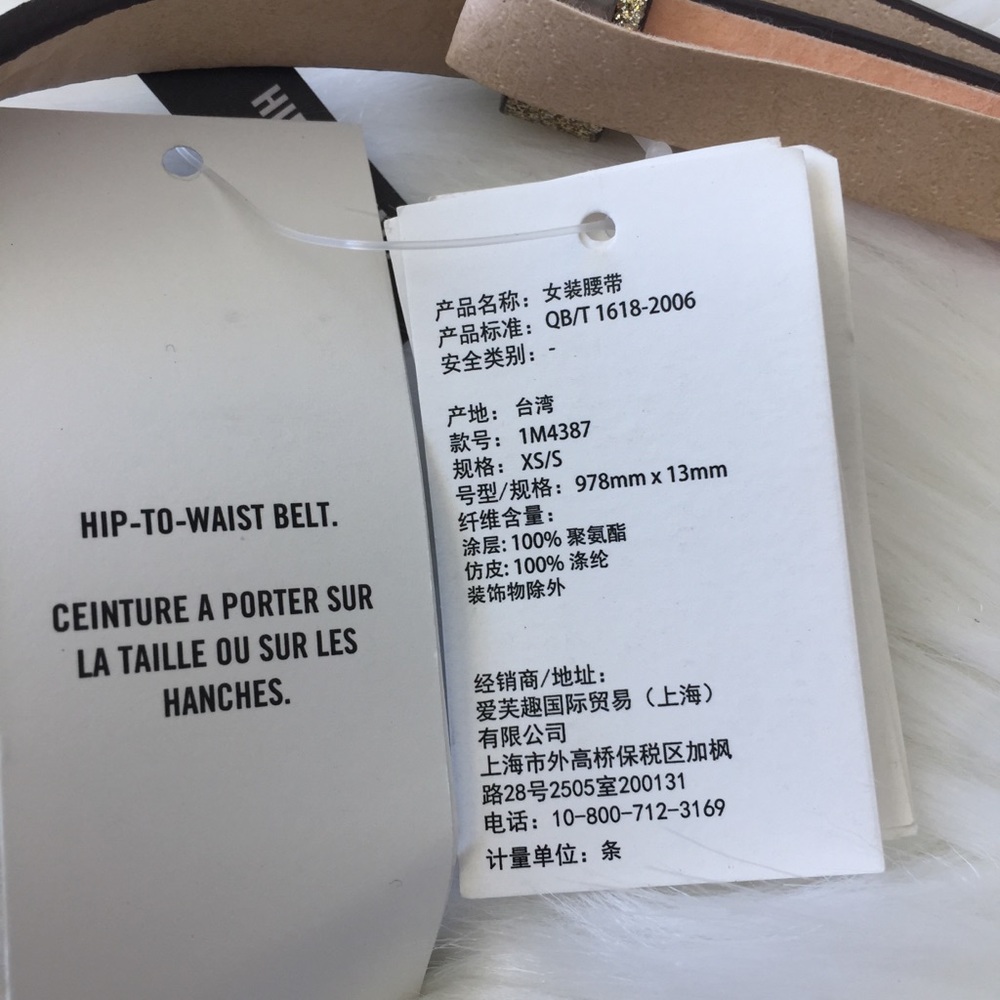 HI
HIP-TO-WAIST BELT.
CEINTURE A PORTER SUR
LA TAILLE OU SUR LES
HANCHES.
产品名称：女装腰带
产品标准：QB/T 1618-2006
安全类别：-
产地：台湾
款号：1M4387
规格：XS/S
号型/规格：978mm x 13mm
纤维含量：
涂层: 100% 聚氨酯
仿皮: 100% 涤纶
装饰物除外
经销商/地址：
爱芙趣国际贸易（上海）
有限公司
上海市外高桥保税区加枫
路28号2505室200131
电话：10-800-712-3169
计量单位：条